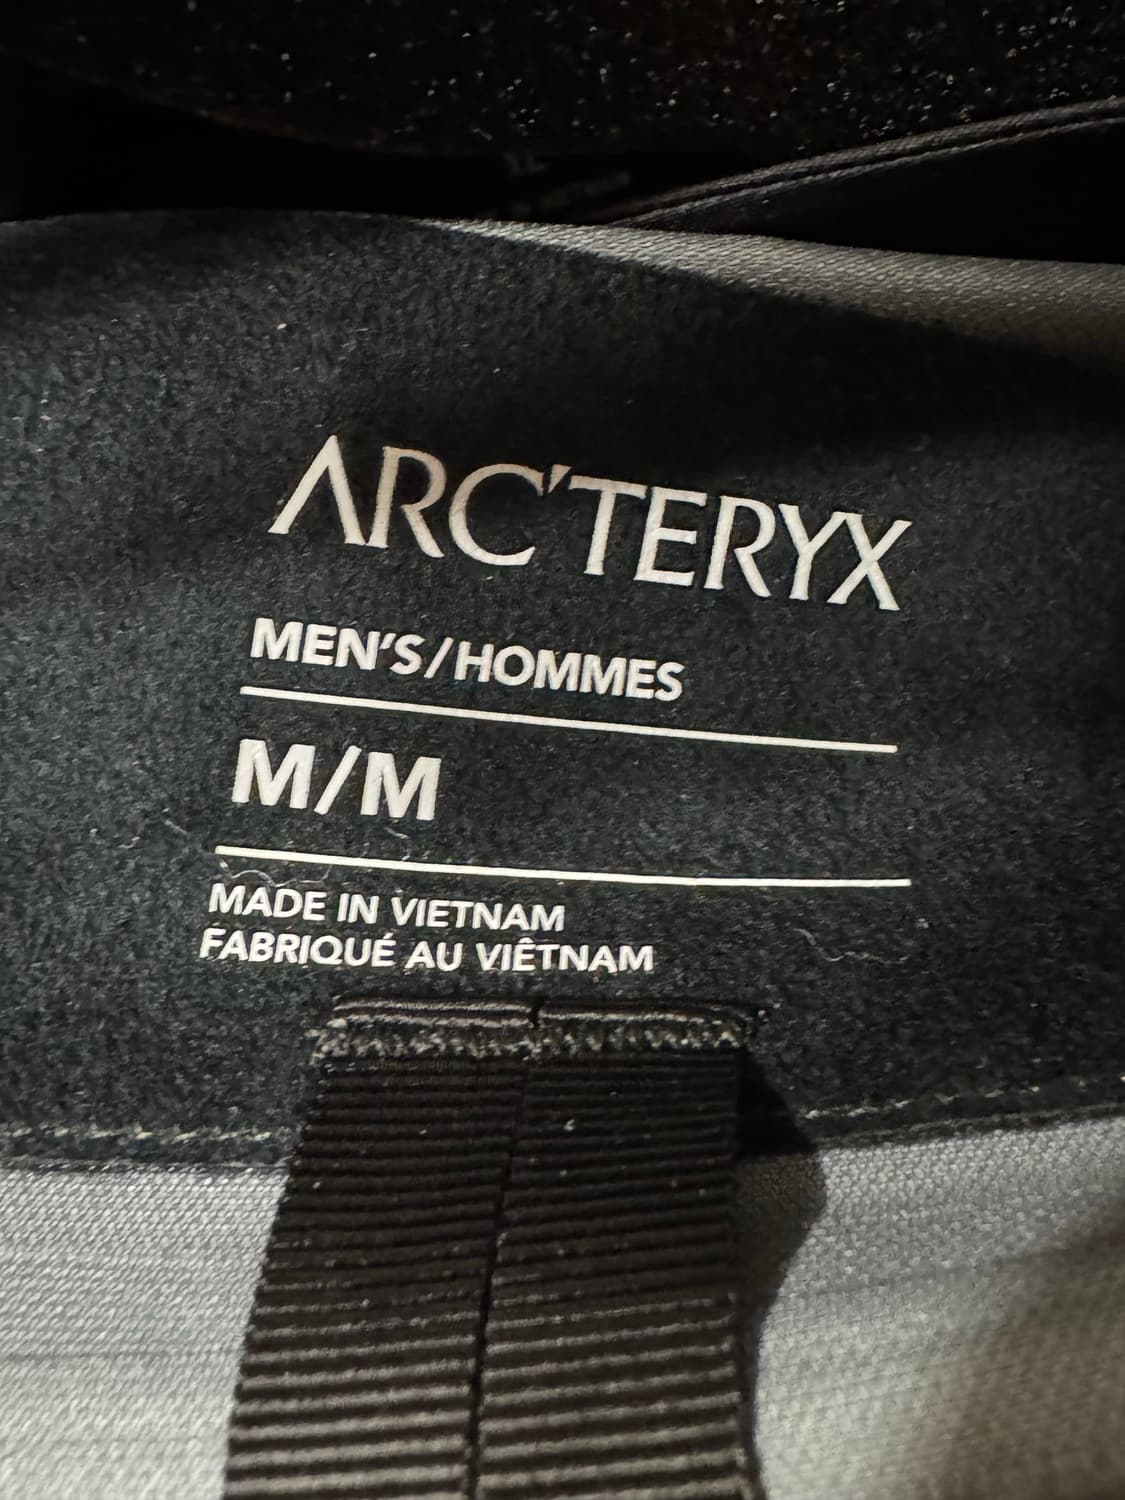 ARC'TERYX
MEN'S/HOMMES
M/M
MADE IN VIETNAM
FABRIQUÉ AU VIÊTNAM